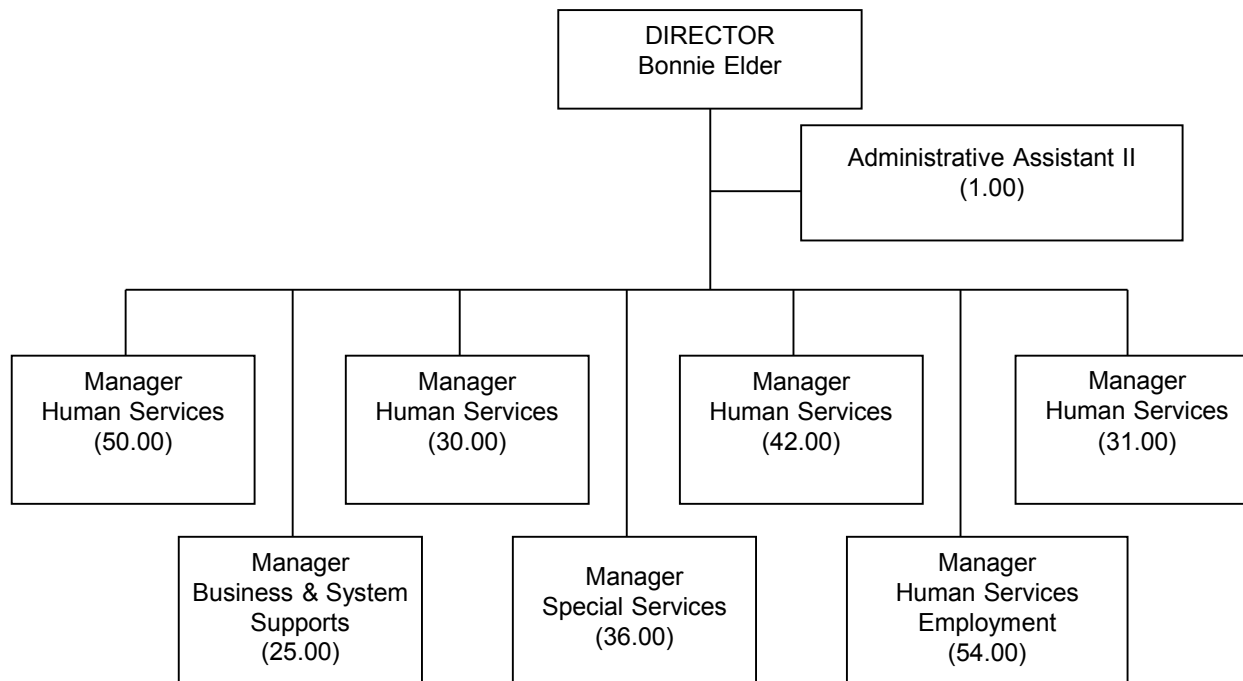 DIRECTOR
Bonnie Elder
Administrative Assistant II
(1.00)
Manager
Human Services
(50.00)
Manager
Human Services
(30.00)
Manager
Human Services
(42.00)
Manager
Human Services
(31.00)
Manager
Business & System
Supports
(25.00)
Manager
Special Services
(36.00)
Manager
Human Services
Employment
(54.00)